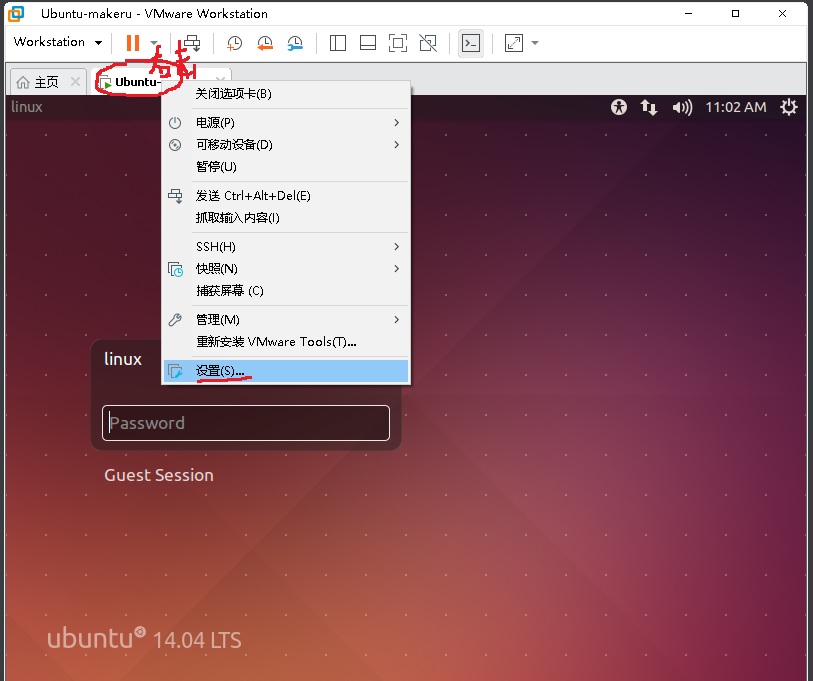 Ubuntu-makeru - VMware Workstation
Workstation
主页
Ubuntu-
右击
linux
11:02 AM
关闭选项卡(B)
电源(P)
可移动设备(D)
暂停(U)
发送 Ctrl+Alt+Del(E)
抓取输入内容(I)
SSH(H)
快照(N)
捕获屏幕 (C)
管理(M)
重新安装 VMware Tools(T)...
设置(S)...
linux
Password
Guest Session
ubuntu® 14.04 LTS